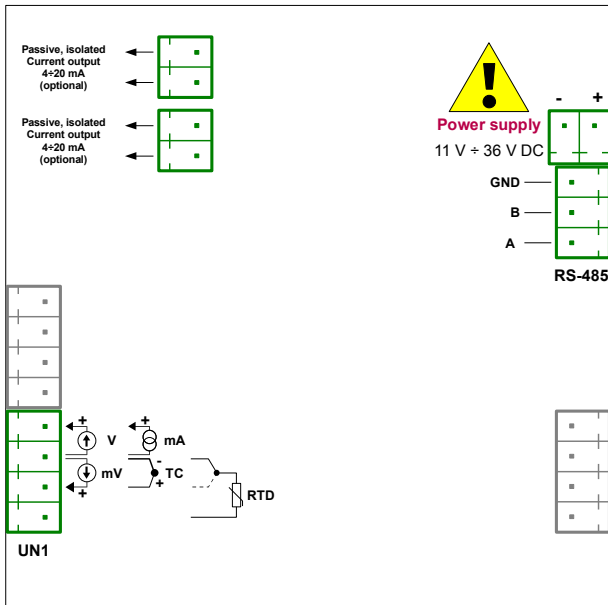 Passive, isolated
Current output
4÷20 mA
(optional)
Passive, isolated
Current output
4÷20 mA
(optional)
- +
Power supply
11 V ÷ 36 V DC
GND
B
A
RS-485
+ V + mA
- TC
mV +
+
RTD
UN1